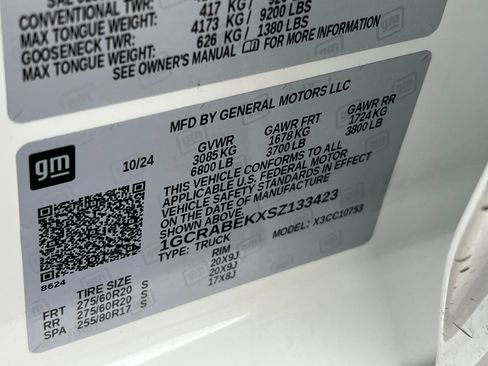 417 KG
CONVENTIONAL TWR: 9200 LBS
MAX TONGUE WEIGHT: 4173 KG 1380 LBS
GOOSENECK TWR: 626 KG
MAX TONGUE WEIGHT:
SEE OWNER'S MANUAL FOR MORE INFORMATION
gm
MFD BY GENERAL MOTORS LLC
10/24
GVWR GAWR FRT GAWR RR
3085 KG 1678 KG 1724 KG
6800 LB 3700 LB 3800 LB
THIS VEHICLE CONFORMS TO ALL
APPLICABLE U.S. FEDERAL MOTOR
VEHICLE SAFETY STANDARDS IN EFFECT
ON THE DATE OF MANUFACTURE
SHOWN ABOVE.
1GCRABEKXSZ133423
TYPE: TRUCK MODEL: X3CC10753
8624
TIRE SIZE RIM
FRT 275/60R20 S 20X9J
RR 275/60R20 S 20X9J
SPA 255/80R17 S 17X8J